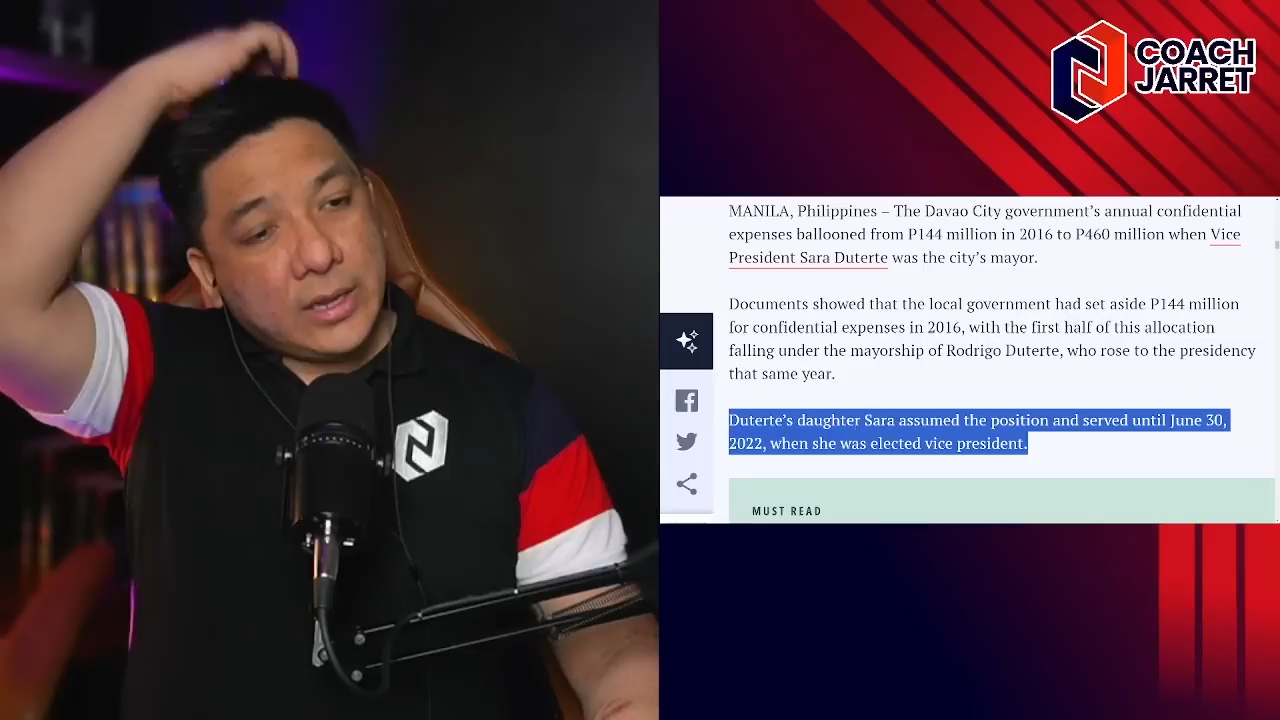 COACH
JARRET
MANILA, Philippines – The Davao City government's annual confidential
expenses ballooned from P144 million in 2016 to P460 million when Vice
President Sara Duterte was the city's mayor.
Documents showed that the local government had set aside P144 million
for confidential expenses in 2016, with the first half of this allocation
falling under the mayorship of Rodrigo Duterte, who rose to the presidency
that same year.
Duterte's daughter Sara assumed the position and served until June 30,
2022, when she was elected vice president.
MUST READ